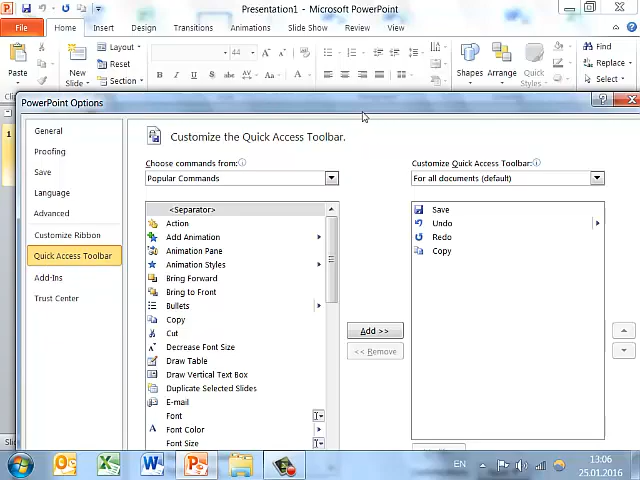 Presentation1 - Microsoft PowerPoint
File Home Insert Design Transitions Animations Slide Show Review View
Paste New Slide Layout Reset Section Shapes Arrange Quick Styles Find Replace Select
44
PowerPoint Options
General
Proofing
Save
Language
Advanced
Customize Ribbon
Quick Access Toolbar
Add-Ins
Trust Center
Customize the Quick Access Toolbar.
Choose commands from:
Popular Commands
<Separator>
Action
Add Animation
Animation Pane
Animation Styles
Bring Forward
Bring to Front
Bullets
Copy
Cut
Decrease Font Size
Draw Table
Draw Vertical Text Box
Duplicate Selected Slides
E-mail
Font
Font Color
Font Size
Add >>
<< Remove
Customize Quick Access Toolbar:
For all documents (default)
Save
Undo
Redo
Copy
EN
13:06
25.01.2016